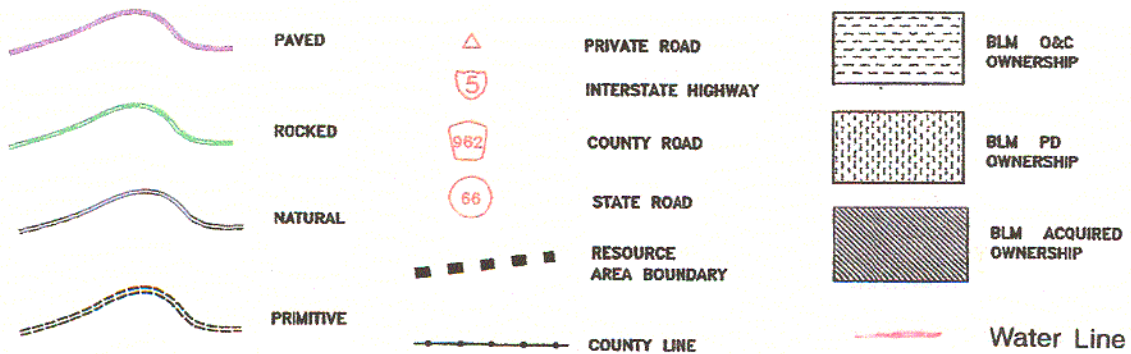 PAVED
ROCKED
NATURAL
PRIMITIVE
PRIVATE ROAD
5
INTERSTATE HIGHWAY
962
COUNTY ROAD
66
STATE ROAD
RESOURCE
AREA BOUNDARY
COUNTY LINE
BLM O&C
OWNERSHIP
BLM PD
OWNERSHIP
BLM ACQUIRED
OWNERSHIP
Water Line